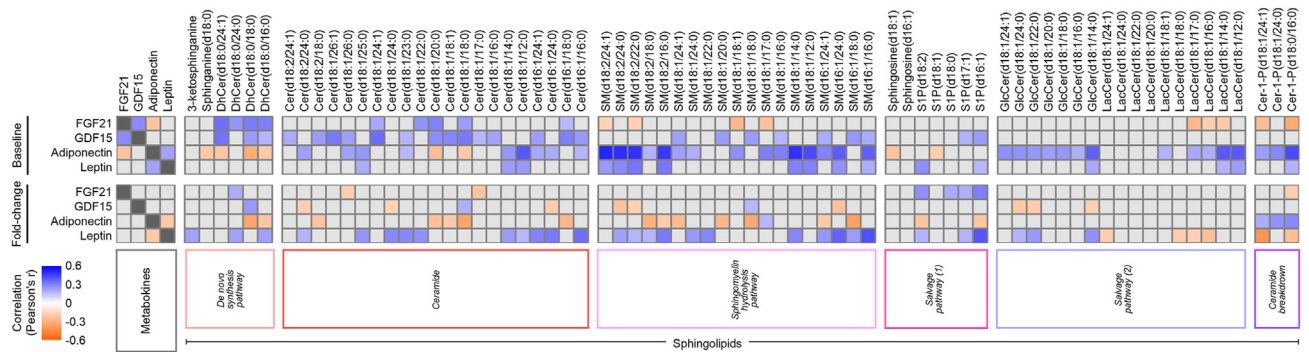 FGF21
GDF15
Adiponectin
Leptin
3-ketosphinganine
Sphinganine(d18:0)
DhCer(d18:0/24:1)
DhCer(d18:0/24:0)
DhCer(d18:0/18:0)
DhCer(d18:0/16:0)
Cer(d18:2/24:1)
Cer(d18:2/24:0)
Cer(d18:2/18:0)
Cer(d18:1/26:1)
Cer(d18:1/26:0)
Cer(d18:1/25:0)
Cer(d18:1/24:1)
Cer(d18:1/24:0)
Cer(d18:1/23:0)
Cer(d18:1/22:0)
Cer(d18:1/20:0)
Cer(d18:1/18:1)
Cer(d18:1/18:0)
Cer(d18:1/17:0)
Cer(d18:1/16:0)
Cer(d18:1/14:0)
Cer(d18:1/12:0)
Cer(d16:1/24:1)
Cer(d16:1/24:0)
Cer(d16:1/18:0)
Cer(d16:1/16:0)
SM(d18:2/24:1)
SM(d18:2/24:0)
SM(d18:2/22:0)
SM(d18:2/18:0)
SM(d18:2/16:0)
SM(d18:1/24:1)
SM(d18:1/24:0)
SM(d18:1/22:0)
SM(d18:1/20:0)
SM(d18:1/18:1)
SM(d18:1/18:0)
SM(d18:1/17:0)
SM(d18:1/16:0)
SM(d18:1/14:0)
SM(d18:1/12:0)
SM(d16:1/24:1)
SM(d16:1/24:0)
SM(d16:1/18:0)
SM(d16:1/16:0)
Spingoseine(d18:1)
Spingoseine(d16:1)
S1P(d18:2)
S1P(d18:1)
S1P(d18:0)
S1P(d17:1)
S1P(d16:1)
GlcCer(d18:1/24:1)
GlcCer(d18:1/24:0)
GlcCer(d18:1/22:0)
GlcCer(d18:1/20:0)
GlcCer(d18:1/18:0)
GlcCer(d18:1/16:0)
GlcCer(d18:1/14:0)
LacCer(d18:1/24:1)
LacCer(d18:1/24:0)
LacCer(d18:1/22:0)
LacCer(d18:1/20:0)
LacCer(d18:1/18:1)
LacCer(d18:1/18:0)
LacCer(d18:1/17:0)
LacCer(d18:1/16:0)
LacCer(d18:1/14:0)
LacCer(d18:1/12:0)
Cer-1-P(d18:1/24:1)
Cer-1-P(d18:1/24:0)
Cer-1-P(d18:0/16:0)
Baseline
FGF21
GDF15
Adiponectin
Leptin
Fold-change
FGF21
GDF15
Adiponectin
Leptin
Correlation
(Pearson's r)
0.6
0.3
0
-0.3
-0.6
Metabokines
De novo
synthesis
pathway
Ceramide
Sphingomyelin
hydrolysis
pathway
Salvage
pathway (1)
Salvage
pathway (2)
Ceramide
breakdown
Sphingolipids